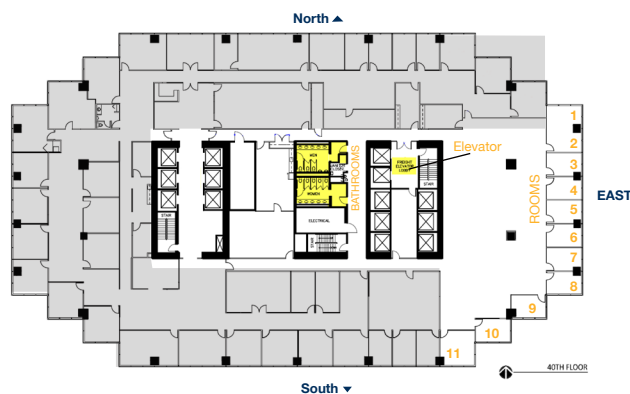 North ▲
1
2
3
4
5
6
7
8
9
10
11
ROOMS
EAST
Elevator
BATHROOMS
MEN
WOMEN
ELECTRICAL
STAIR
STAIR
FREIGHT
ELEVATOR
LOBBY
STAIR
40TH FLOOR
South ▼